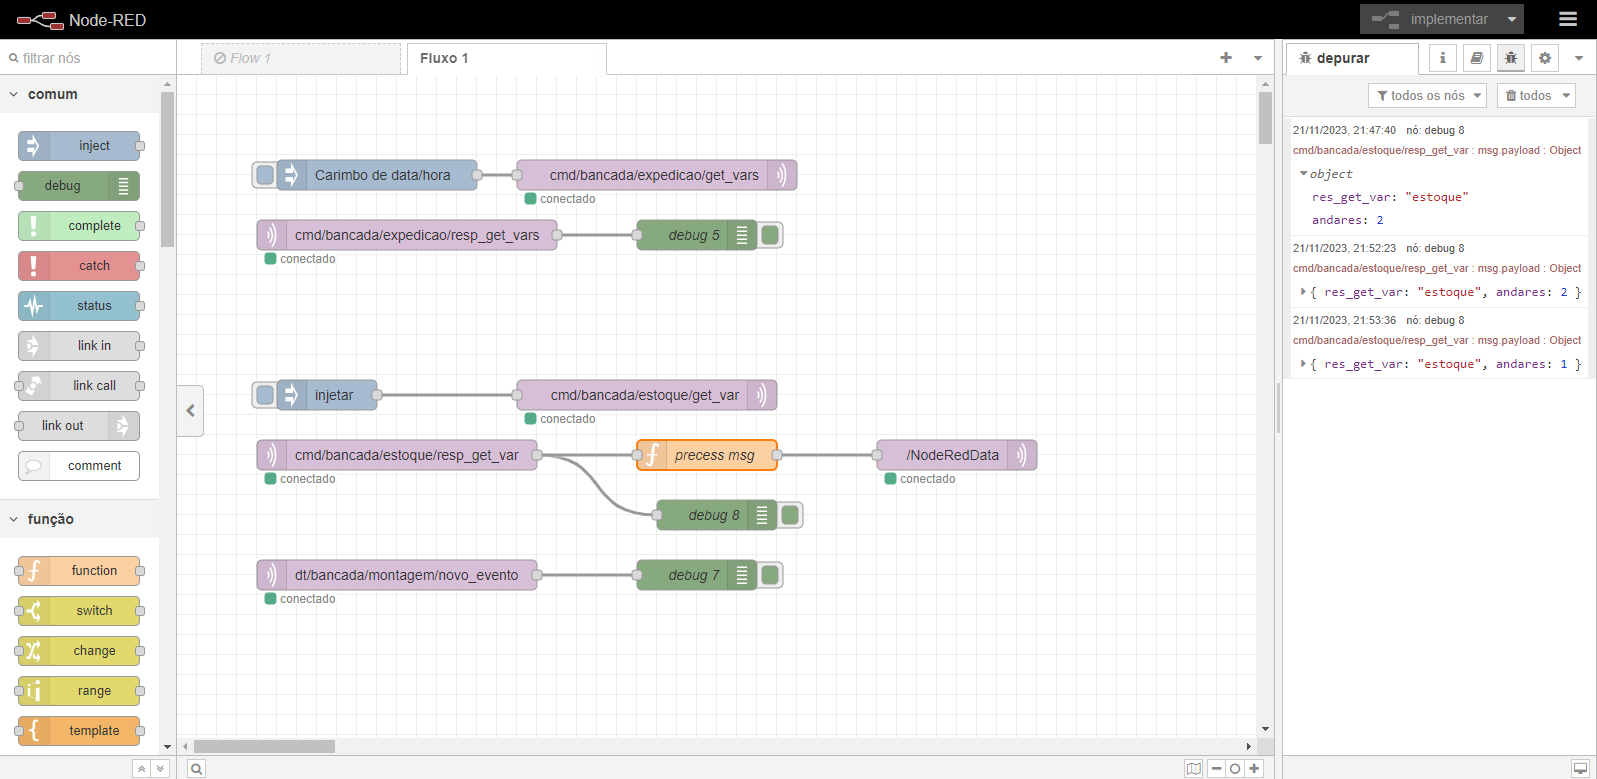 Node-RED
implementar
filtrar nós
Flow 1
Fluxo 1
depurar
todos os nós
todos
comum
inject
debug
complete
catch
status
link in
link call
link out
comment
função
function
switch
change
range
template
Carimbo de data/hora
cmd/bancada/expedicao/get_vars
conectado
cmd/bancada/expedicao/resp_get_vars
debug 5
conectado
injetar
cmd/bancada/estoque/get_var
conectado
cmd/bancada/estoque/resp_get_var
precess msg
/NodeRedData
conectado
conectado
debug 8
dt/bancada/montagem/novo_evento
debug 7
conectado
21/11/2023, 21:47:40 nó: debug 8
cmd/bancada/estoque/resp_get_var : msg.payload : Object
object
res_get_var: "estoque"
andares: 2
21/11/2023, 21:52:23 nó: debug 8
cmd/bancada/estoque/resp_get_var : msg.payload : Object
{ res_get_var: "estoque", andares: 2 }
21/11/2023, 21:53:36 nó: debug 8
cmd/bancada/estoque/resp_get_var : msg.payload : Object
{ res_get_var: "estoque", andares: 1 }